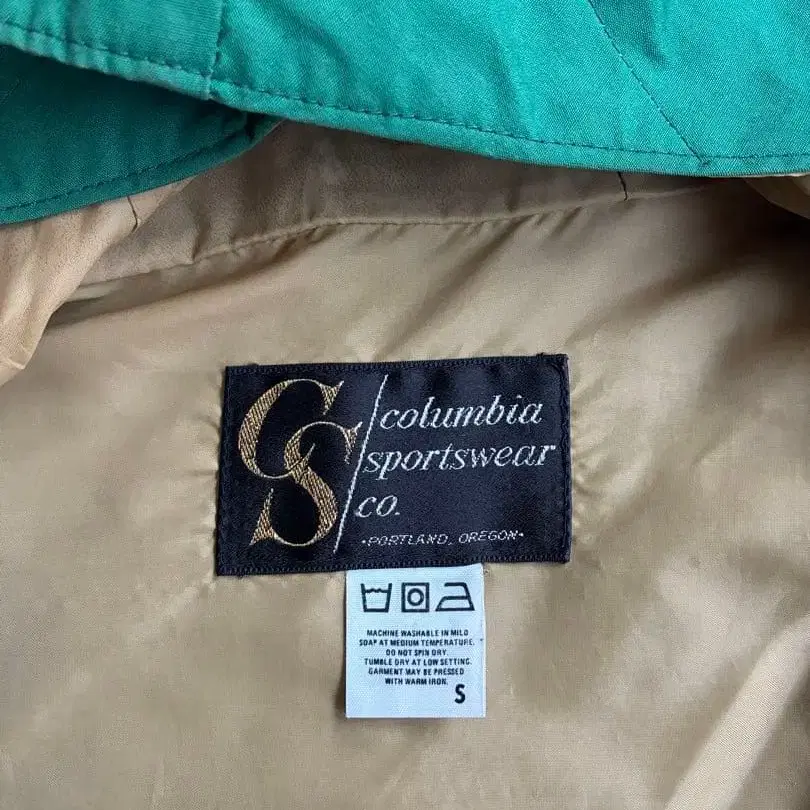 CS
columbia
sportswear
co.
•PORTLAND, OREGON•
MACHINE WASHABLE IN MILD
SOAP AT MEDIUM TEMPERATURE.
DO NOT SPIN DRY.
TUMBLE DRY AT LOW SETTING.
GARMENT MAY BE PRESSED
WITH WARM IRON.
S